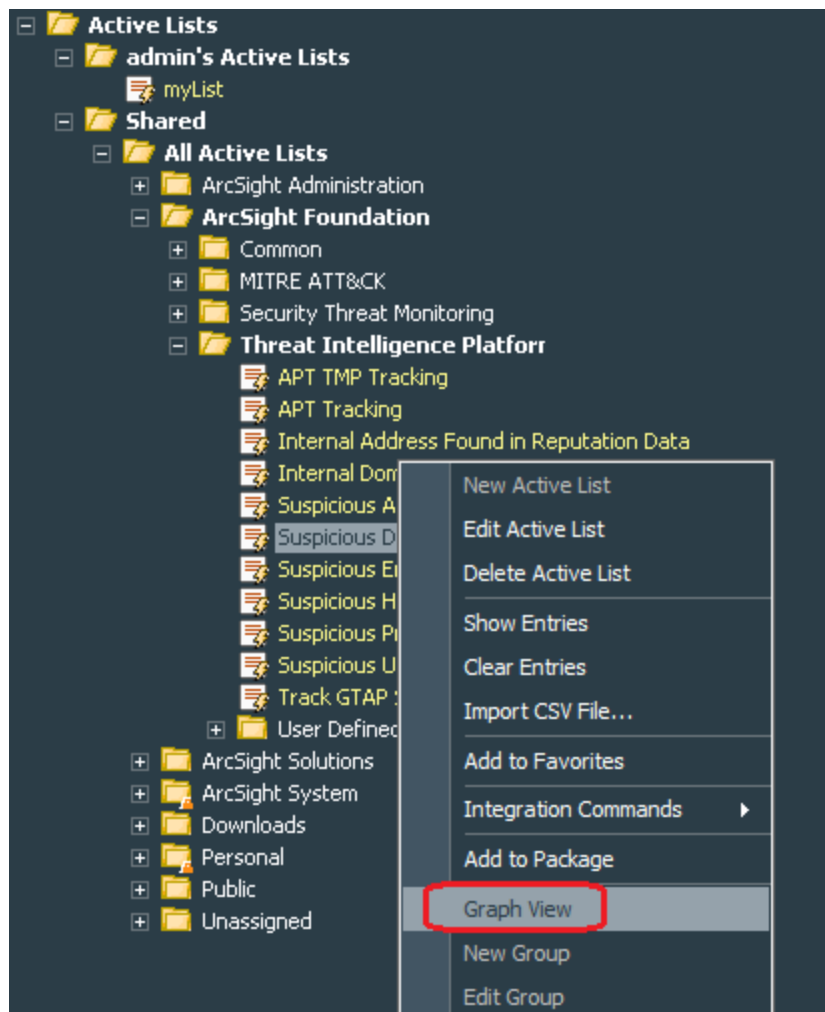 Active Lists
admin's Active Lists
myList
Shared
All Active Lists
ArcSight Administration
ArcSight Foundation
Common
MITRE ATT&CK
Security Threat Monitoring
Threat Intelligence
APT TMP Tracking
APT Tracking
Internal Address Found in Reputation Data
Internal
Suspicious
Suspicious
Suspicious
Suspicious
Suspicious
Suspicious
Track GTAP
User Defined
ArcSight Solutions
ArcSight System
Downloads
Personal
Public
Unassigned
New Active List
Edit Active List
Delete Active List
Show Entries
Clear Entries
Import CSV File...
Add to Favorites
Integration Commands
Add to Package
Graph View
New Group
Edit Group